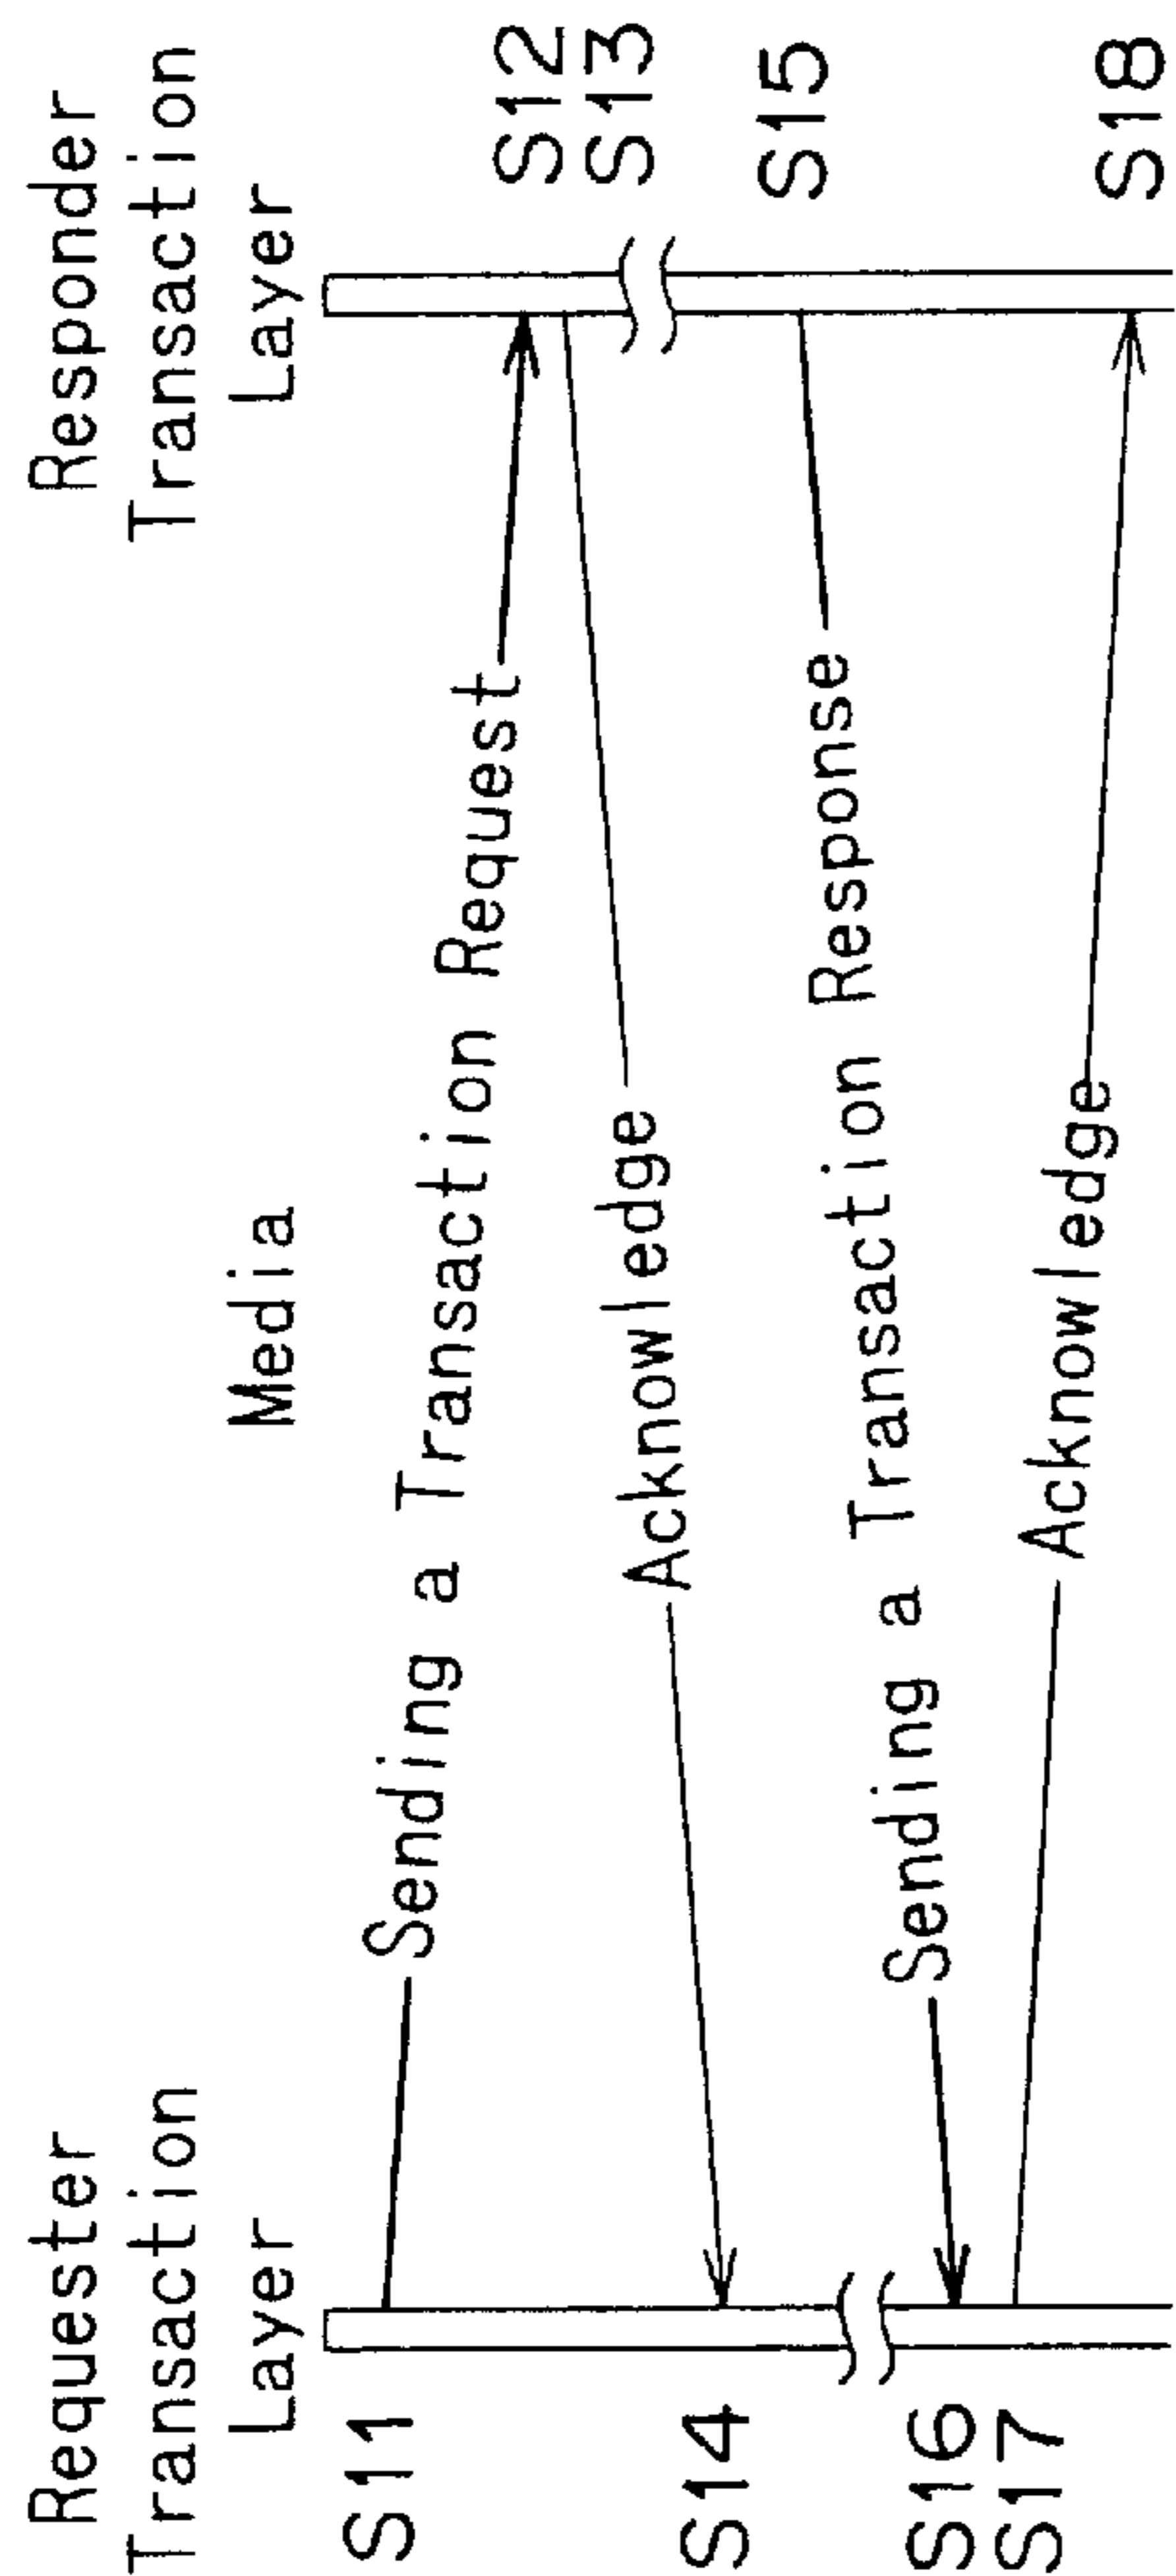 Requester
Transaction
Layer
Media
Responder
Transaction
Layer
S11
Sending a Transaction Request
S12
S13
Acknowledge
S14
S15
Sending a Transaction Response
S16
S17
Acknowledge
S18